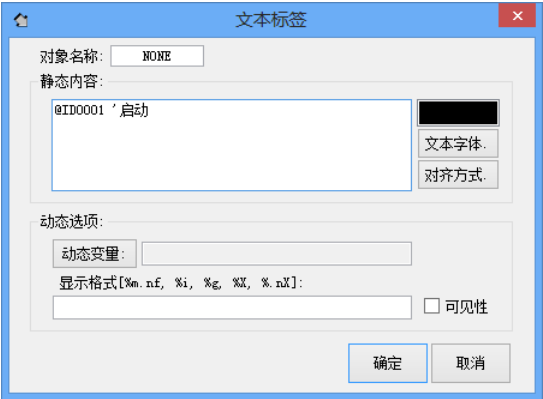 文本标签
对象名称: NONE
静态内容:
@ID0001 '启动
文本字体.
对齐方式.
动态选项:
动态变量:
显示格式[%m.nf, %i, %g, %X, %.nX]:
可见性
确定 取消